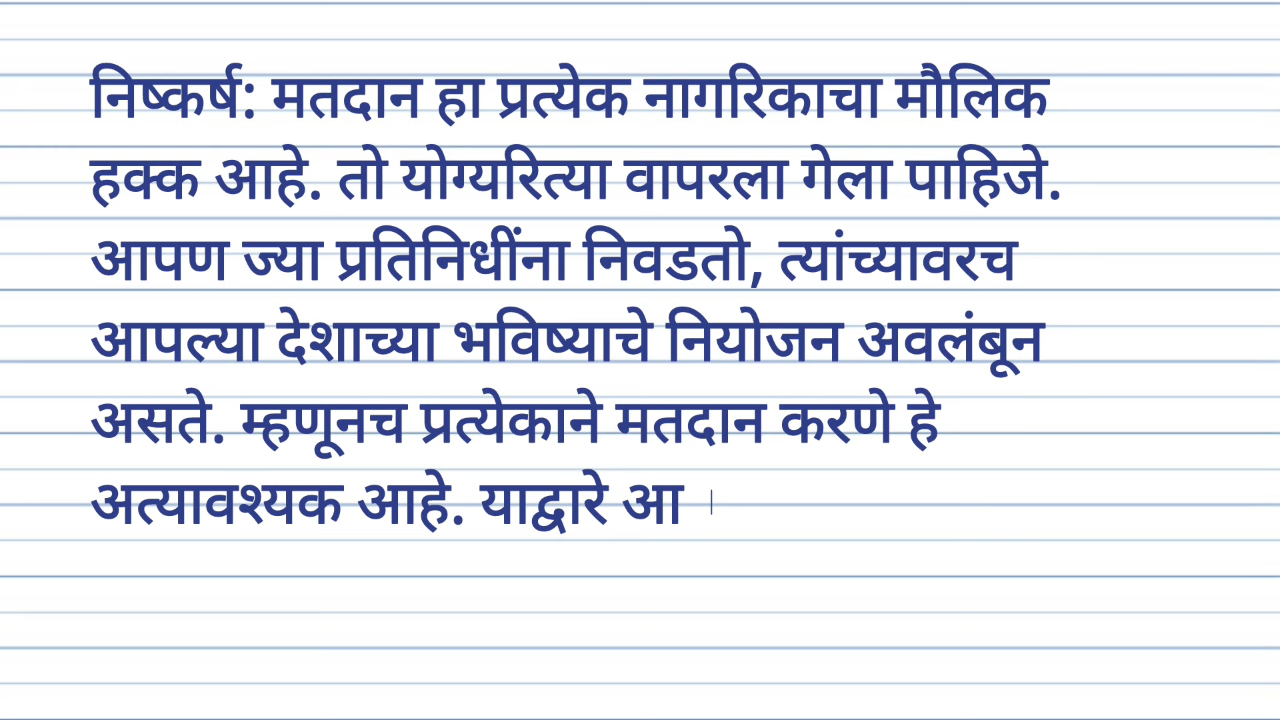 निष्कर्ष: मतदान हा प्रत्येक नागरिकाचा मौलिक
हक्क आहे. तो योग्यरित्या वापरला गेला पाहिजे.
आपण ज्या प्रतिनिधींना निवडतो, त्यांच्यावरच
आपल्या देशाच्या भविष्याचे नियोजन अवलंबून
असते. म्हणूनच प्रत्येकाने मतदान करणे हे
अत्यावश्यक आहे. याद्वारे आ